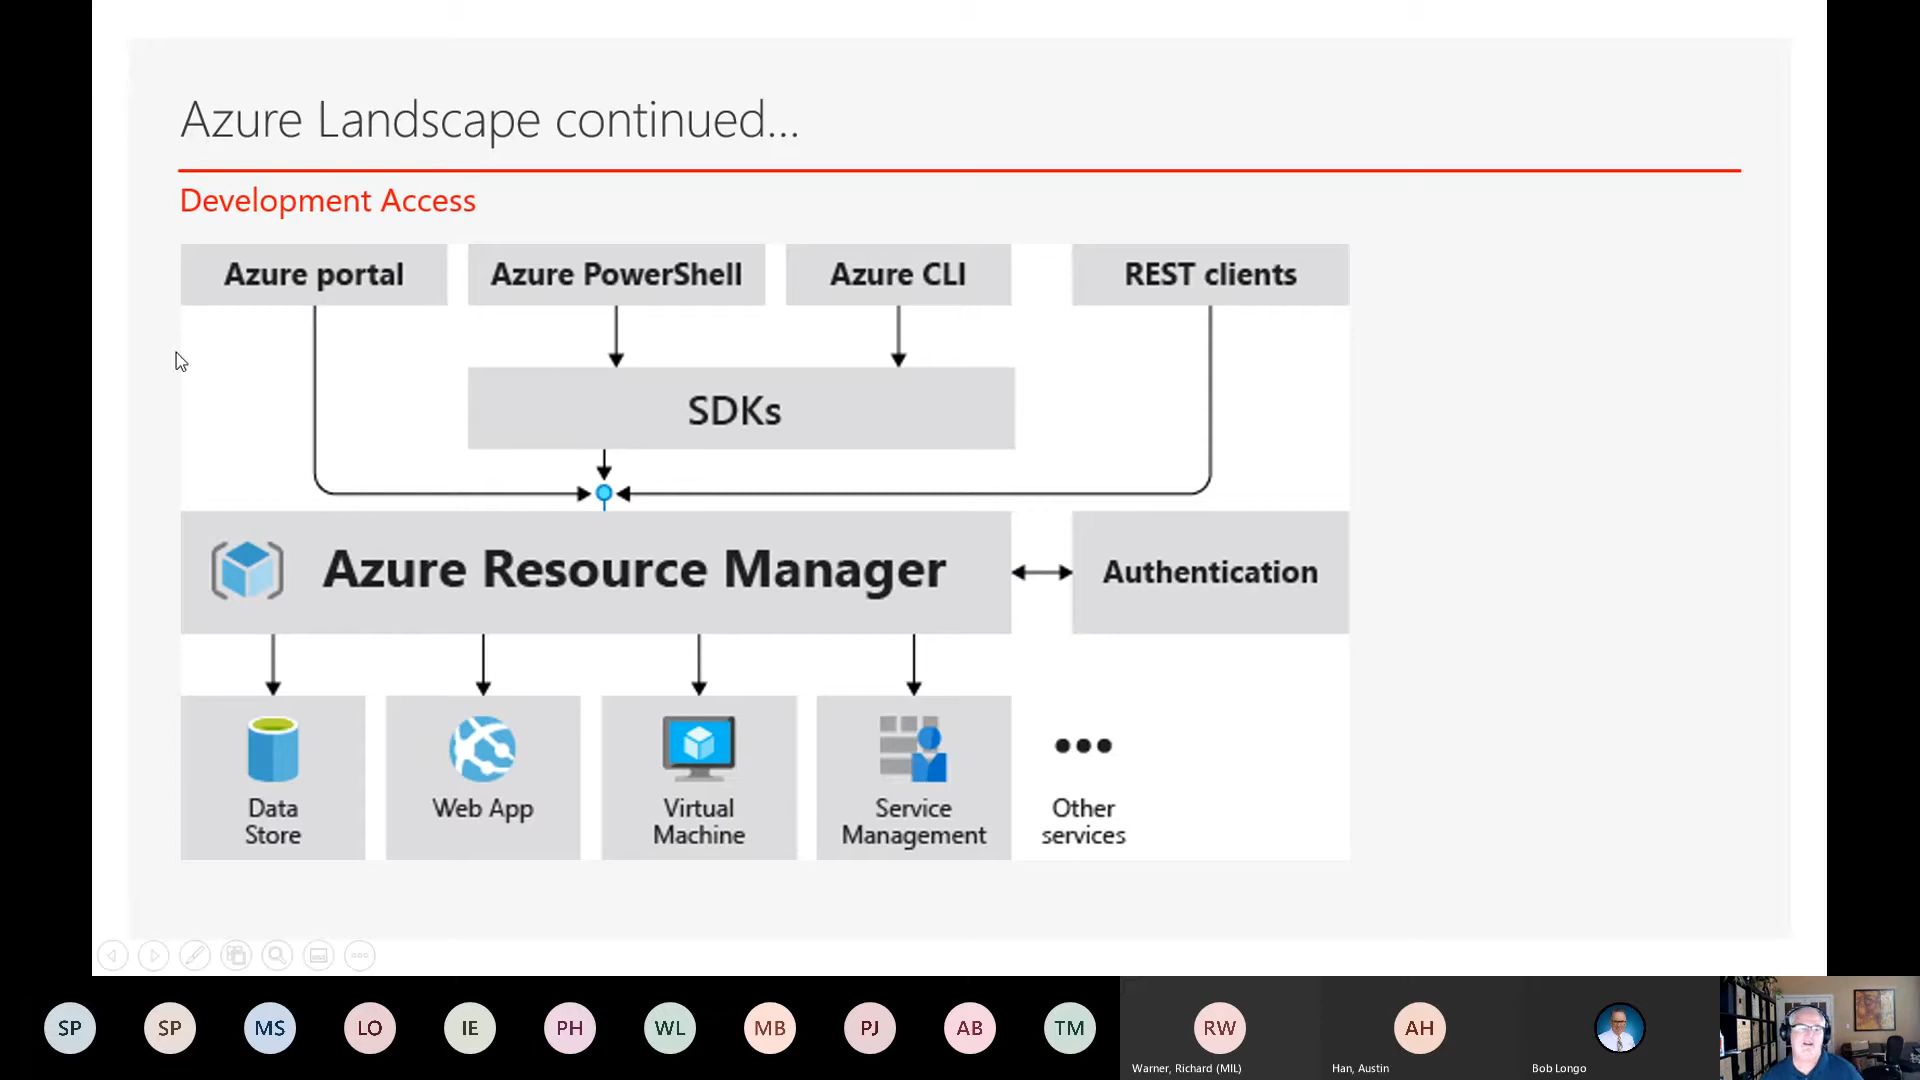 Azure Landscape continued...
Development Access
Azure portal
Azure PowerShell
Azure CLI
REST clients
SDKs
Azure Resource Manager
Authentication
Data
Store
Web App
Virtual
Machine
Service
Management
Other
services
SP
SP
MS
LO
IE
PH
WL
MB
PJ
AB
TM
RW
AH
Warner, Richard (MIL)
Han, Austin
Bob Longo